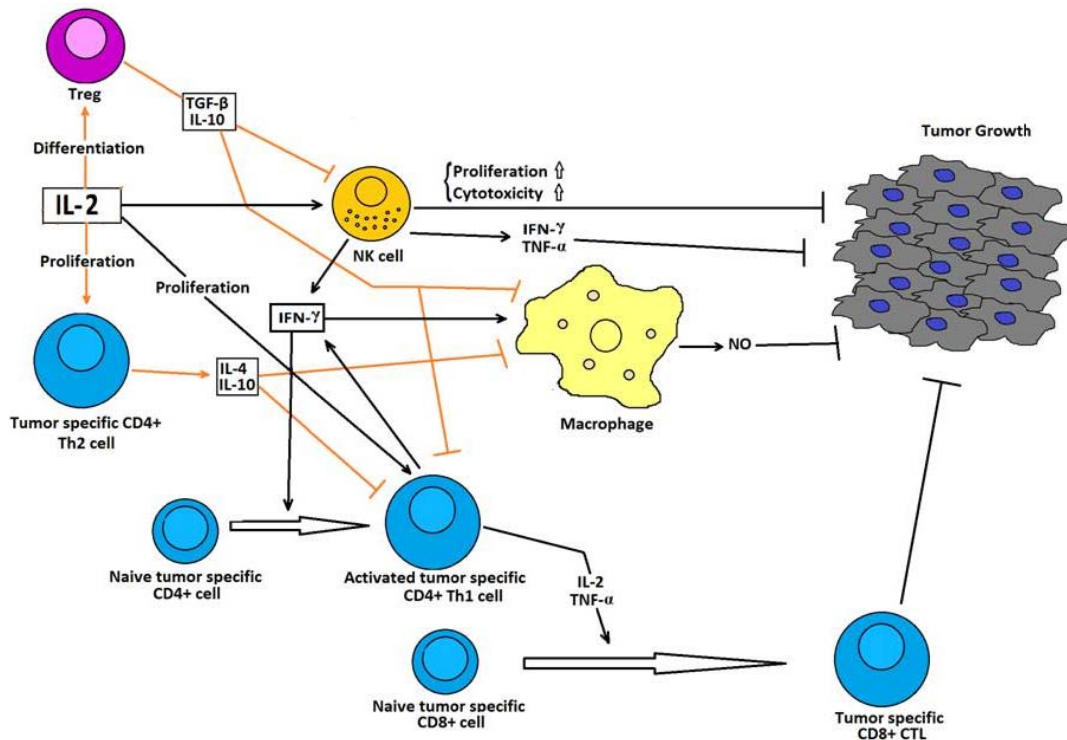 Treg
TGF-β
IL-10
Differentiation
IL-2
Proliferation
Proliferation
Proliferation ⇧
Cytotoxicity ⇧
Tumor Growth
NK cell
IFN-γ
TNF-α
IFN-γ
NO
Macrophage
IL-4
IL-10
Tumor specific CD4+
Th2 cell
Naive tumor specific
CD4+ cell
Activated tumor specific
CD4+ Th1 cell
IL-2
TNF-α
Naive tumor specific
CD8+ cell
Tumor specific
CD8+ CTL